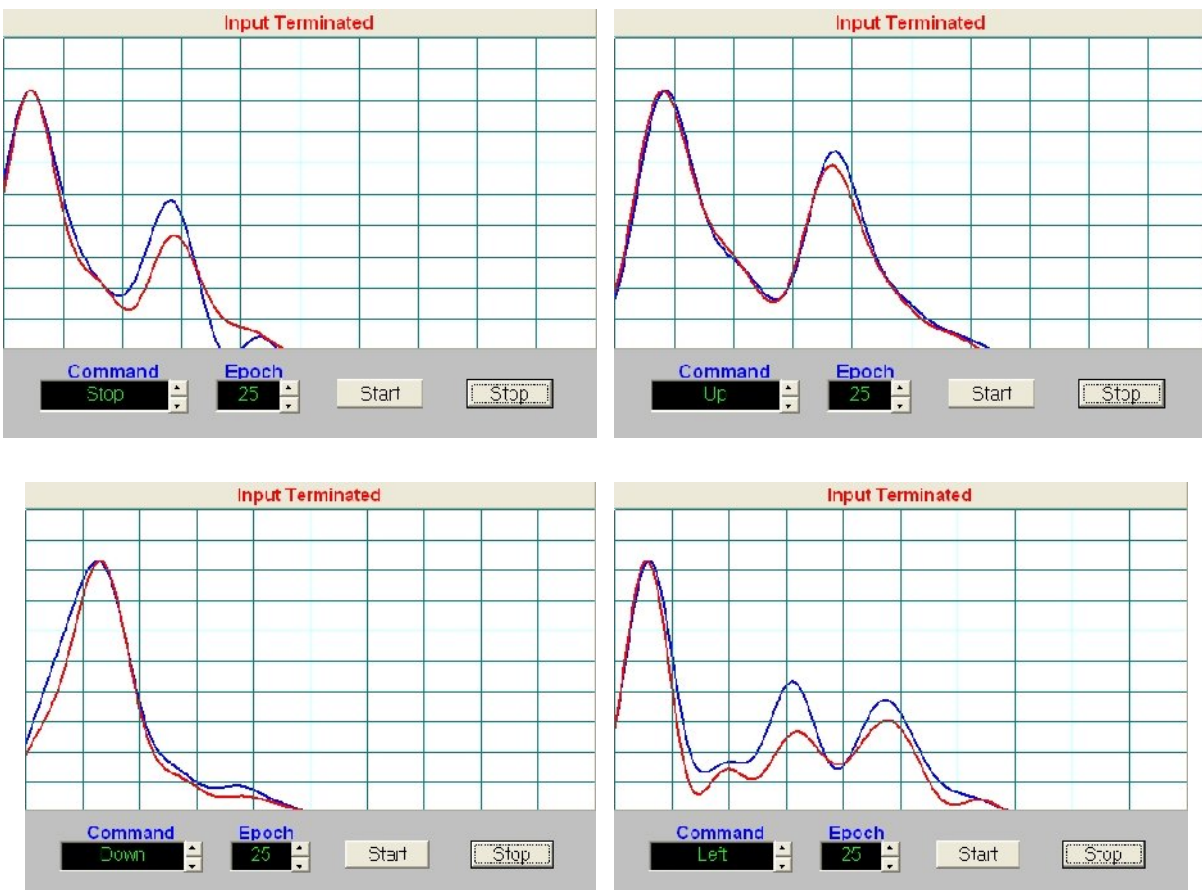 Input Terminated
Command Epoch
Stop 25 Start Stop
Input Terminated
Command Epoch
Up 25 Start Stop
Input Terminated
Command Epoch
Down 25 Start Stop
Input Terminated
Command Epoch
Left 25 Start Stop